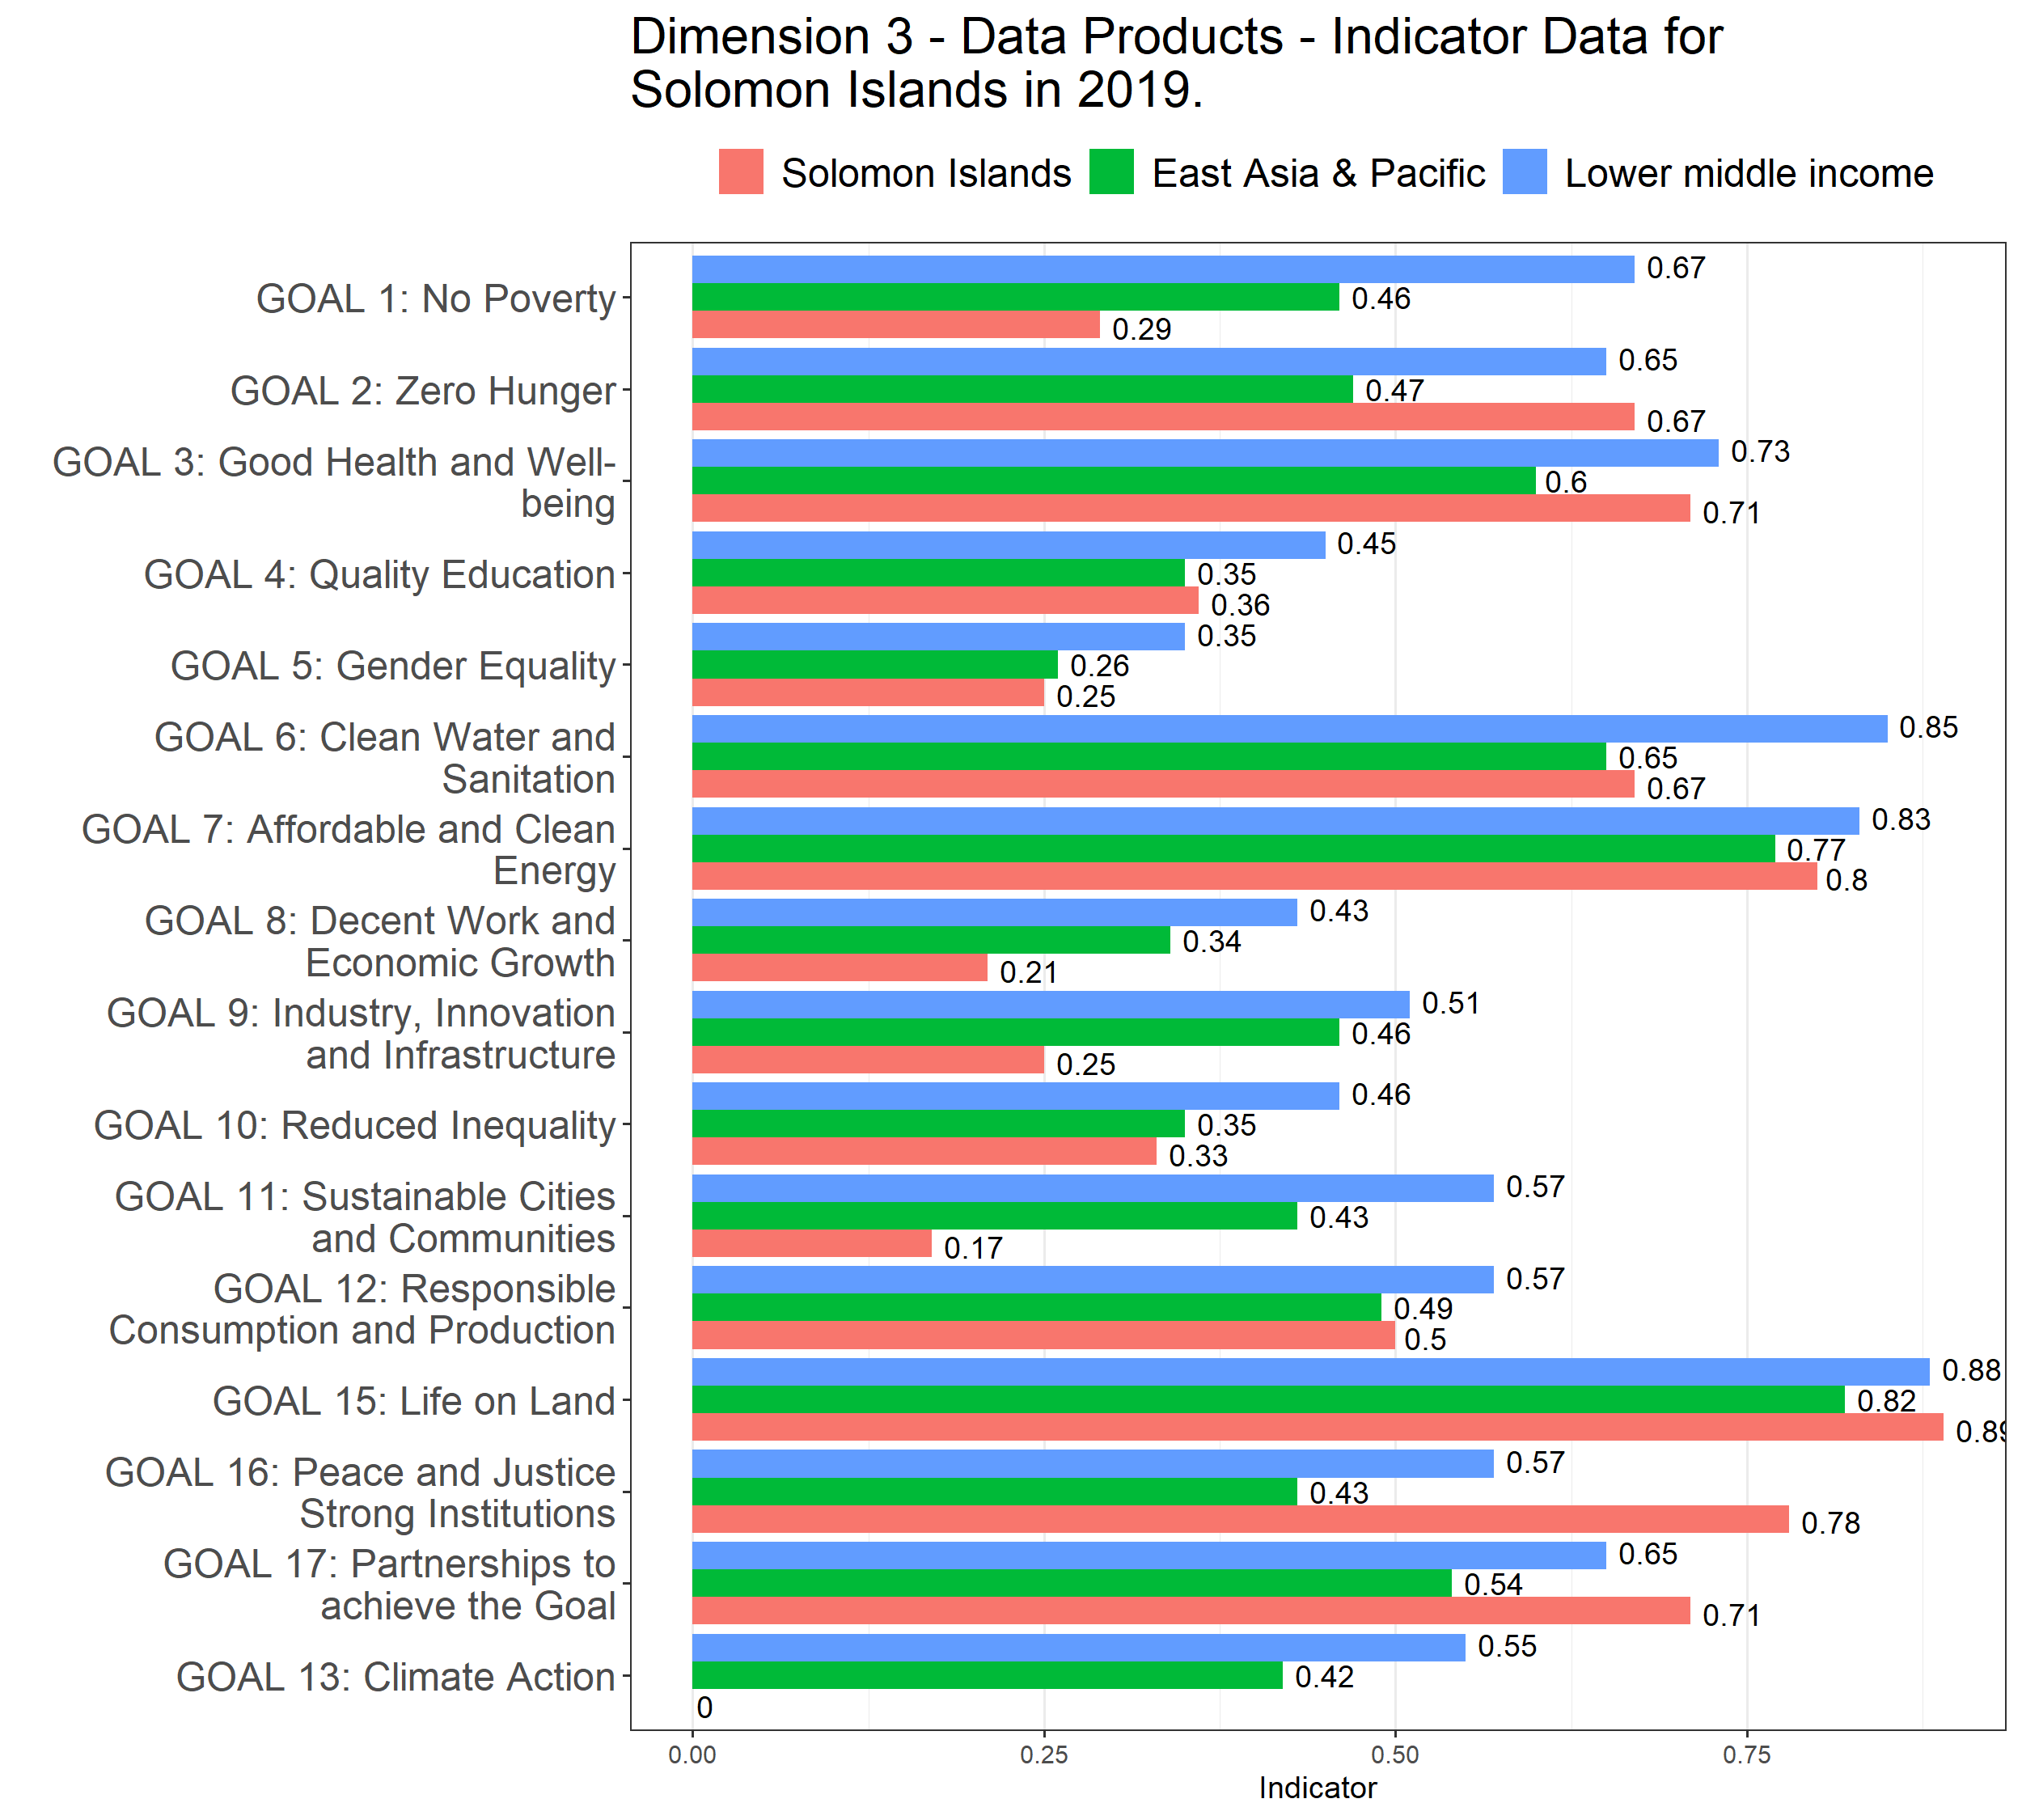 Dimension 3 - Data Products - Indicator Data for
Solomon Islands in 2019.
Solomon Islands East Asia & Pacific Lower middle income
0.67
GOAL 1: No Poverty 0.46
0.29
0.65
GOAL 2: Zero Hunger 0.47
0.67
GOAL 3: Good Health and Well-
being
0.73
0.6
0.71
0.45
GOAL 4: Quality Education 0.35
0.36
0.35
GOAL 5: Gender Equality 0.26
0.25
GOAL 6: Clean Water and
Sanitation
0.85
0.65
0.67
GOAL 7: Affordable and Clean
Energy
0.83
0.77
0.8
GOAL 8: Decent Work and
Economic Growth
0.43
0.34
0.21
GOAL 9: Industry, Innovation
and Infrastructure
0.51
0.46
0.25
0.46
GOAL 10: Reduced Inequality 0.35
0.33
GOAL 11: Sustainable Cities
and Communities
0.57
0.43
0.17
GOAL 12: Responsible
Consumption and Production
0.57
0.49
0.5
0.88
GOAL 15: Life on Land 0.82
0.89
GOAL 16: Peace and Justice
Strong Institutions
0.57
0.43
0.78
GOAL 17: Partnerships to
achieve the Goal
0.65
0.54
0.71
0.55
GOAL 13: Climate Action 0.42
0
0.00 0.25 0.50 0.75
Indicator